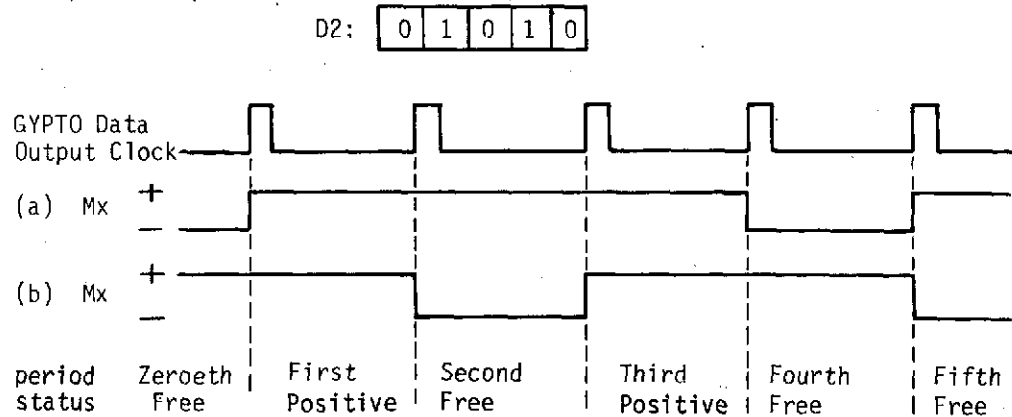 D2: 0 1 0 1 0
GYPTO Data
Output Clock
(a) Mx +
—
(b) Mx +
—
period Zeroeth First Second Third Fourth Fifth
status Free Positive Free Positive Free Free